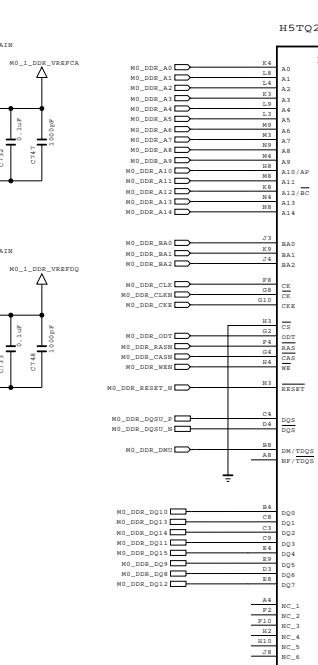 H5TQ2
AIN
M0_1_DDR_VREFCA
0.1uF
C747
1000pF
AIN
M0_1_DDR_VREFDQ
0.1uF
C748
1000pF
M0_DDR_A0 K4 A0
M0_DDR_A1 L8 A1
M0_DDR_A2 L4 A2
M0_DDR_A3 K3 A3
M0_DDR_A4 L9 A4
M0_DDR_A5 L3 A5
M0_DDR_A6 M9 A6
M0_DDR_A7 M3 A7
M0_DDR_A8 N9 A8
M0_DDR_A9 M4 A9
M0_DDR_A10 H8 A10/AP
M0_DDR_A11 M8 A11
M0_DDR_A12 K8 A12/BC
M0_DDR_A13 N4 A13
M0_DDR_A14 N8 A14
M0_DDR_BA0 J3 BA0
M0_DDR_BA1 K9 BA1
M0_DDR_BA2 J4 BA2
M0_DDR_CLK F8 CK
M0_DDR_CLKN G8 CK
M0_DDR_CKE G10 CKE
H3 CS
M0_DDR_ODT G2 ODT
M0_DDR_RASN F4 RAS
M0_DDR_CASN G4 CAS
M0_DDR_WEN H4 WE
M0_DDR_RESET_N N3 RESET
M0_DDR_DQSU_P C4 DQS
M0_DDR_DQSU_N D4 DQS
M0_DDR_DMU B8 DM/TDQS
A8 NF/TDQS
M0_DDR_DQ10 B4 DQ0
M0_DDR_DQ13 C8 DQ1
M0_DDR_DQ14 C3 DQ2
M0_DDR_DQ11 C9 DQ3
M0_DDR_DQ15 E4 DQ4
M0_DDR_DQ9 E9 DQ5
M0_DDR_DQ8 D3 DQ6
M0_DDR_DQ12 E8 DQ7
A4 NC_1
F2 NC_2
F10 NC_3
H2 NC_4
H10 NC_5
J8 NC_6